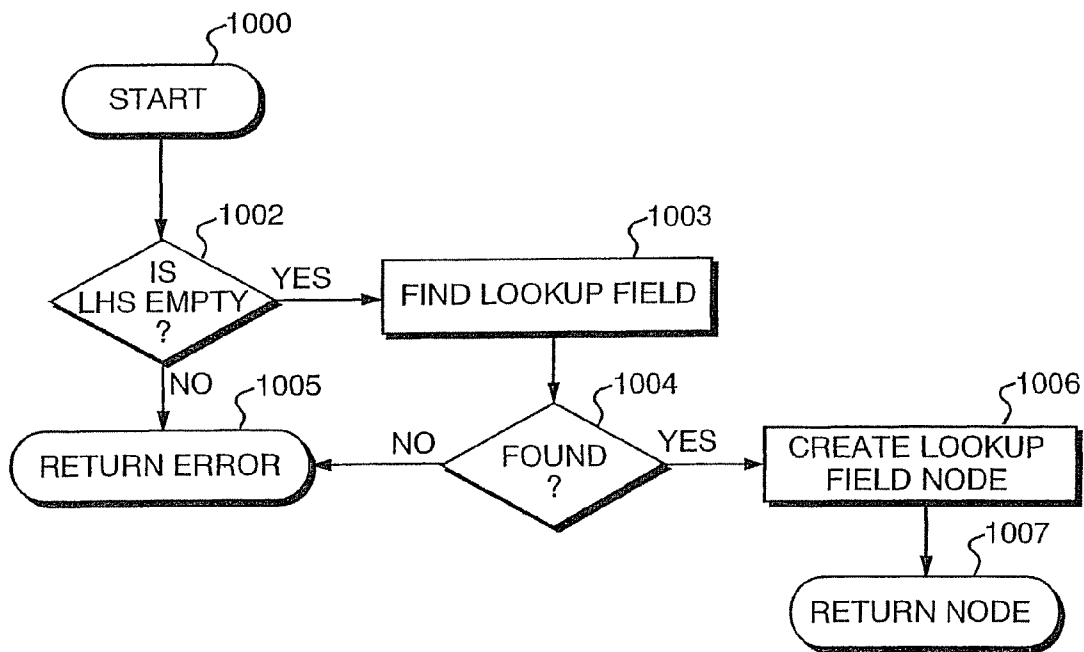 1000
START
1002
IS
LHS EMPTY
?
YES
1003
FIND LOOKUP FIELD
NO
1005
RETURN ERROR
1004
NO
FOUND
?
YES
1006
CREATE LOOKUP
FIELD NODE
1007
RETURN NODE